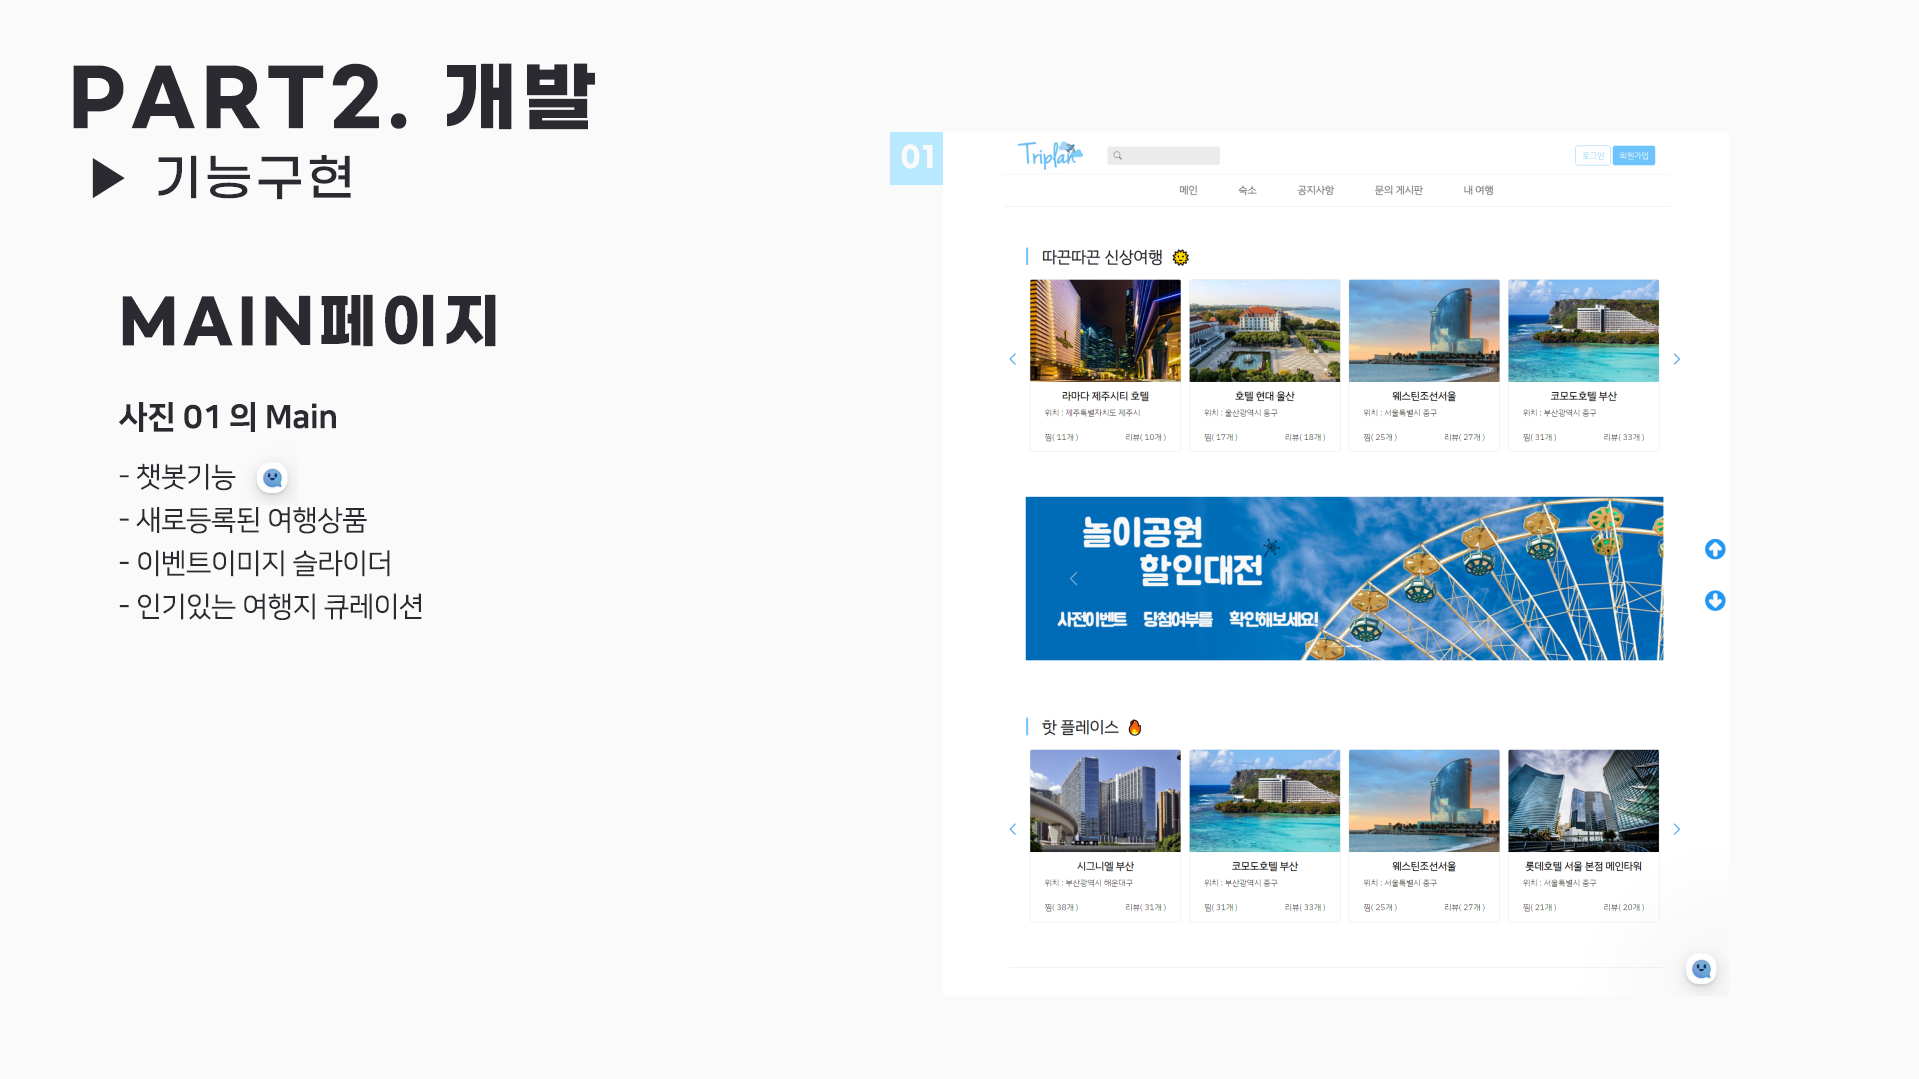 PART2. 개발
▶ 기능구현
MAIN페이지
사진 01 의 Main
- 챗봇기능
- 새로등록된 여행상품
- 이벤트이미지 슬라이더
- 인기있는 여행지 큐레이션
01
Triplan
로그인 회원가입
메인 숙소 공지사항 문의 게시판 내 여행
따끈따끈 신상여행
라마다 제주시티 호텔
위치 : 제주특별자치도 제주시
찜( 11개 ) 리뷰( 10개 )
호텔 현대 울산
위치 : 울산광역시 동구
찜( 17개 ) 리뷰( 18개 )
웨스틴조선서울
위치 : 서울특별시 중구
찜( 25개 ) 리뷰( 27개 )
코모도호텔 부산
위치 : 부산광역시 중구
찜( 31개 ) 리뷰( 33개 )
놀이공원
할인대전
사전이벤트 당첨여부를 확인해보세요!
핫 플레이스
시그니엘 부산
위치 : 부산광역시 해운대구
찜( 38개 ) 리뷰( 31개 )
코모도호텔 부산
위치 : 부산광역시 중구
찜( 31개 ) 리뷰( 33개 )
웨스틴조선서울
위치 : 서울특별시 중구
찜( 25개 ) 리뷰( 27개 )
롯데호텔 서울 본점 메인타워
위치 : 서울특별시 중구
찜( 21개 ) 리뷰( 20개 )